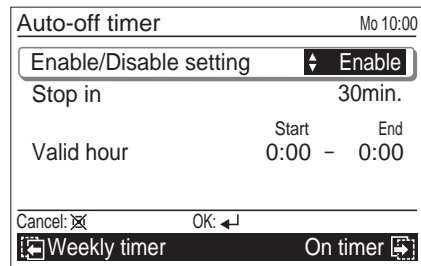 Auto-off timer Mo 10:00
Enable/Disable setting Enable
Stop in 30min.
Start End
Valid hour 0:00 – 0:00
Cancel: OK:
Weekly timer On timer